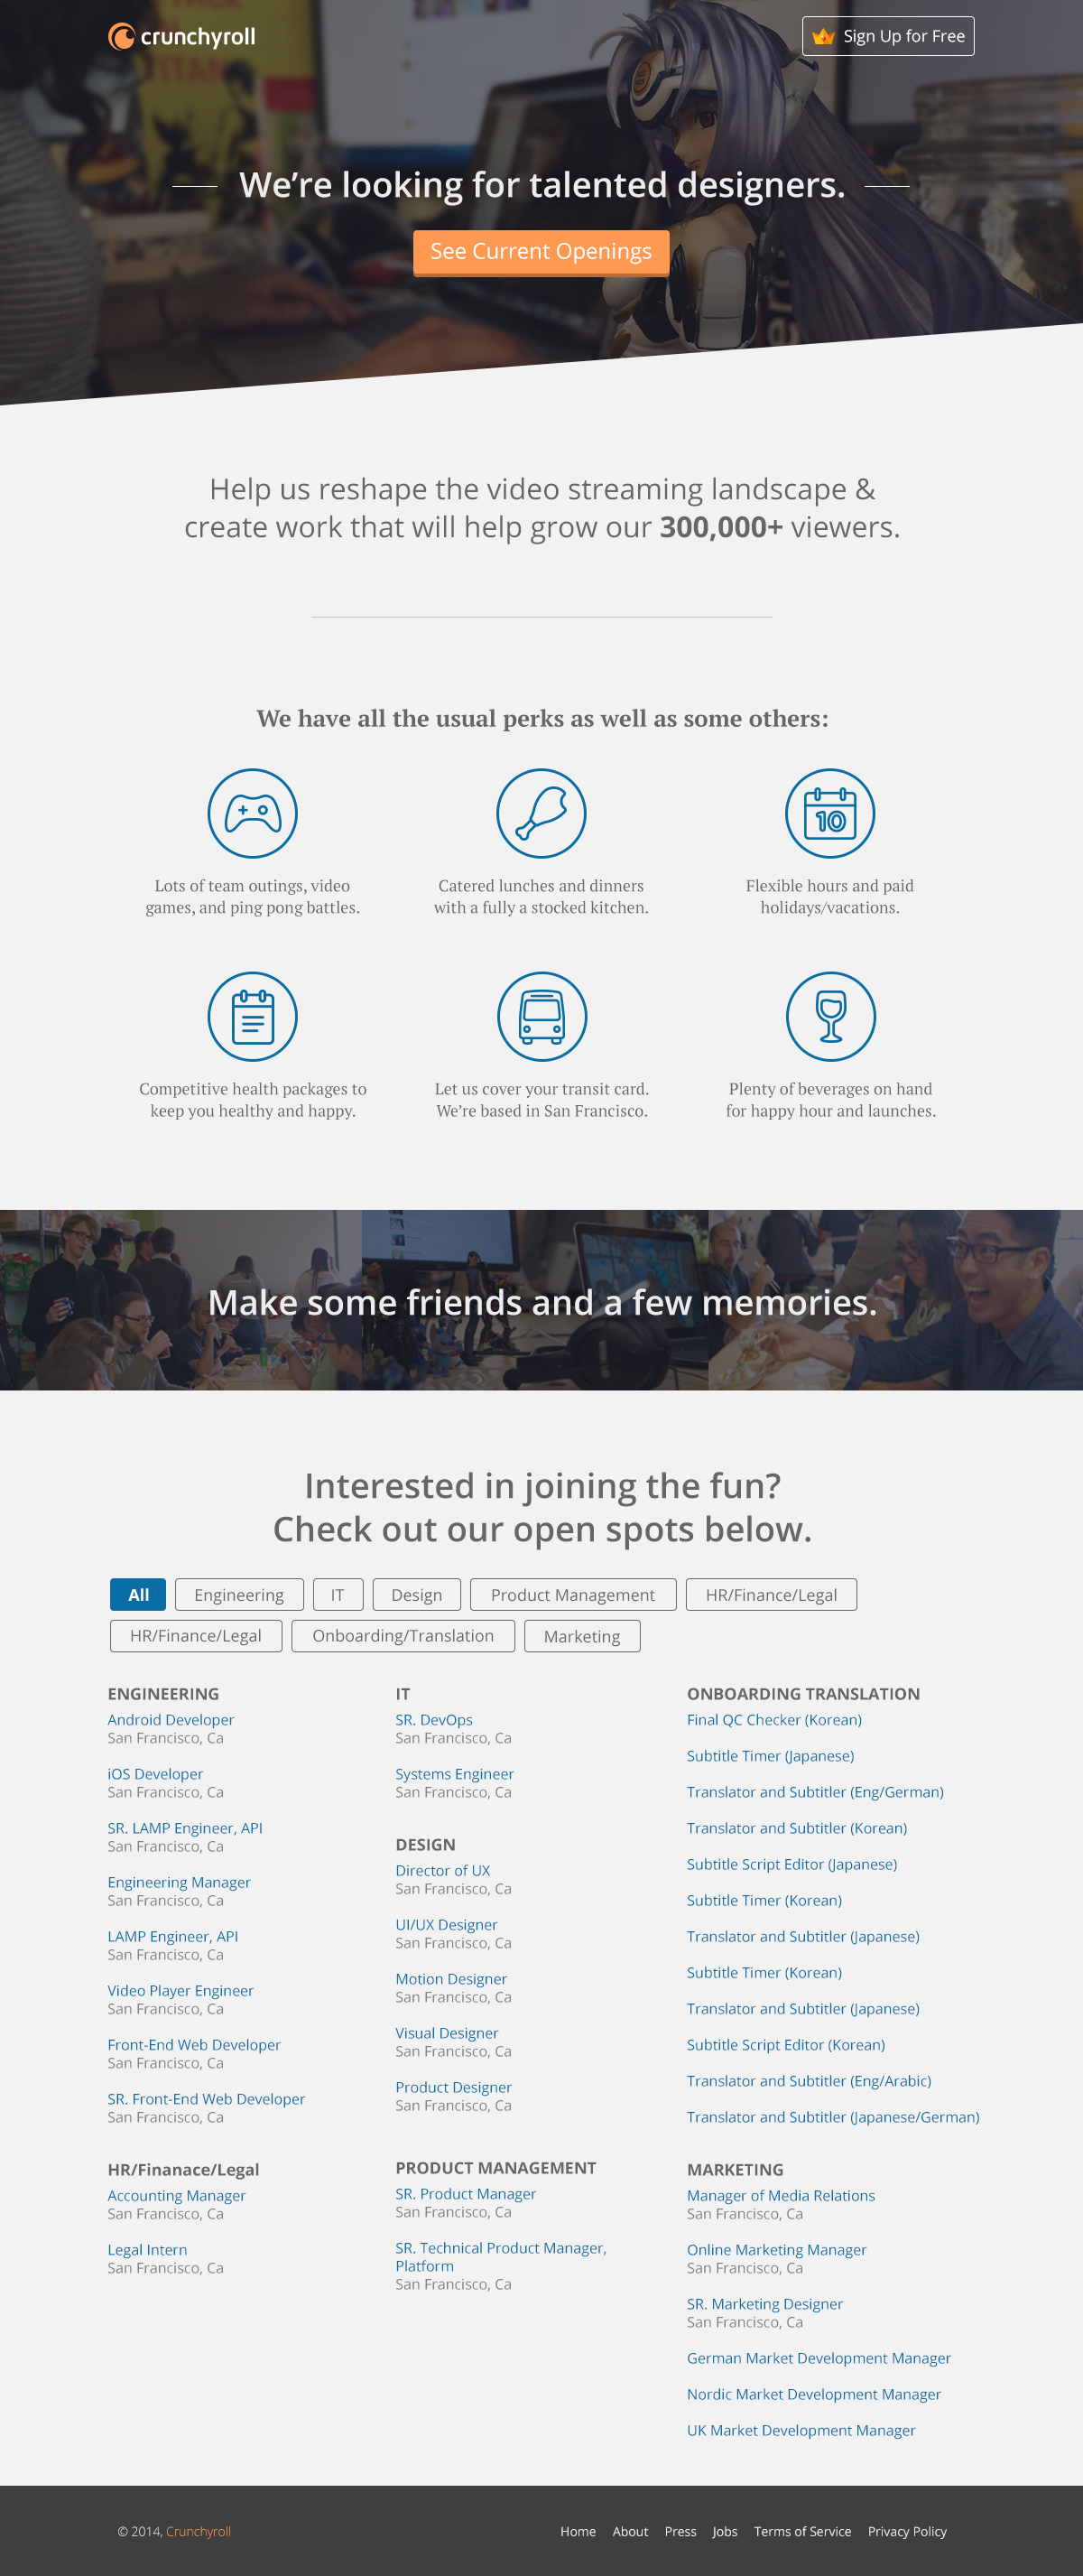 crunchyroll
Sign Up for Free
We’re looking for talented designers.
See Current Openings
Help us reshape the video streaming landscape &
create work that will help grow our 300,000+ viewers.
We have all the usual perks as well as some others:
10
Lots of team outings, video
games, and ping pong battles.
Catered lunches and dinners
with a fully a stocked kitchen.
Flexible hours and paid
holidays/vacations.
Competitive health packages to
keep you healthy and happy.
Let us cover your transit card.
We’re based in San Francisco.
Plenty of beverages on hand
for happy hour and launches.
Make some friends and a few memories.
Interested in joining the fun?
Check out our open spots below.
All
Engineering
IT
Design
Product Management
HR/Finance/Legal
HR/Finance/Legal
Onboarding/Translation
Marketing
ENGINEERING
Android Developer
San Francisco, Ca
iOS Developer
San Francisco, Ca
SR. LAMP Engineer, API
San Francisco, Ca
Engineering Manager
San Francisco, Ca
LAMP Engineer, API
San Francisco, Ca
Video Player Engineer
San Francisco, Ca
Front-End Web Developer
San Francisco, Ca
SR. Front-End Web Developer
San Francisco, Ca
HR/Finanace/Legal
Accounting Manager
San Francisco, Ca
Legal Intern
San Francisco, Ca
IT
SR. DevOps
San Francisco, Ca
Systems Engineer
San Francisco, Ca
DESIGN
Director of UX
San Francisco, Ca
UI/UX Designer
San Francisco, Ca
Motion Designer
San Francisco, Ca
Visual Designer
San Francisco, Ca
Product Designer
San Francisco, Ca
PRODUCT MANAGEMENT
SR. Product Manager
San Francisco, Ca
SR. Technical Product Manager,
Platform
San Francisco, Ca
ONBOARDING TRANSLATION
Final QC Checker (Korean)
Subtitle Timer (Japanese)
Translator and Subtitler (Eng/German)
Translator and Subtitler (Korean)
Subtitle Script Editor (Japanese)
Subtitle Timer (Korean)
Translator and Subtitler (Japanese)
Subtitle Timer (Korean)
Translator and Subtitler (Japanese)
Subtitle Script Editor (Korean)
Translator and Subtitler (Eng/Arabic)
Translator and Subtitler (Japanese/German)
MARKETING
Manager of Media Relations
San Francisco, Ca
Online Marketing Manager
San Francisco, Ca
SR. Marketing Designer
San Francisco, Ca
German Market Development Manager
Nordic Market Development Manager
UK Market Development Manager
© 2014, Crunchyroll
Home About Press Jobs Terms of Service Privacy Policy